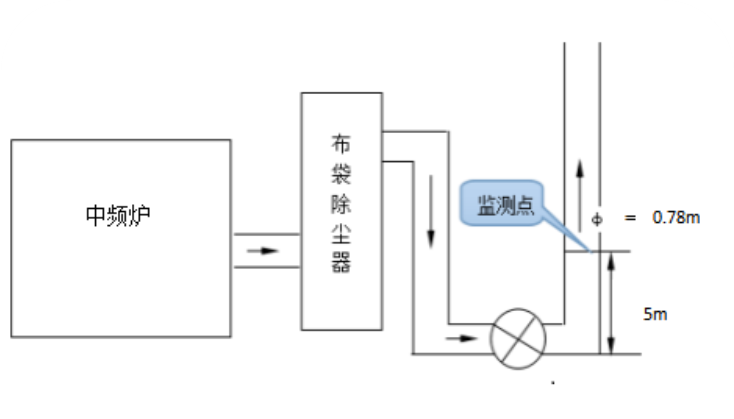 中频炉
布
袋
除
尘
器
监测点
ϕ = 0.78m
5m